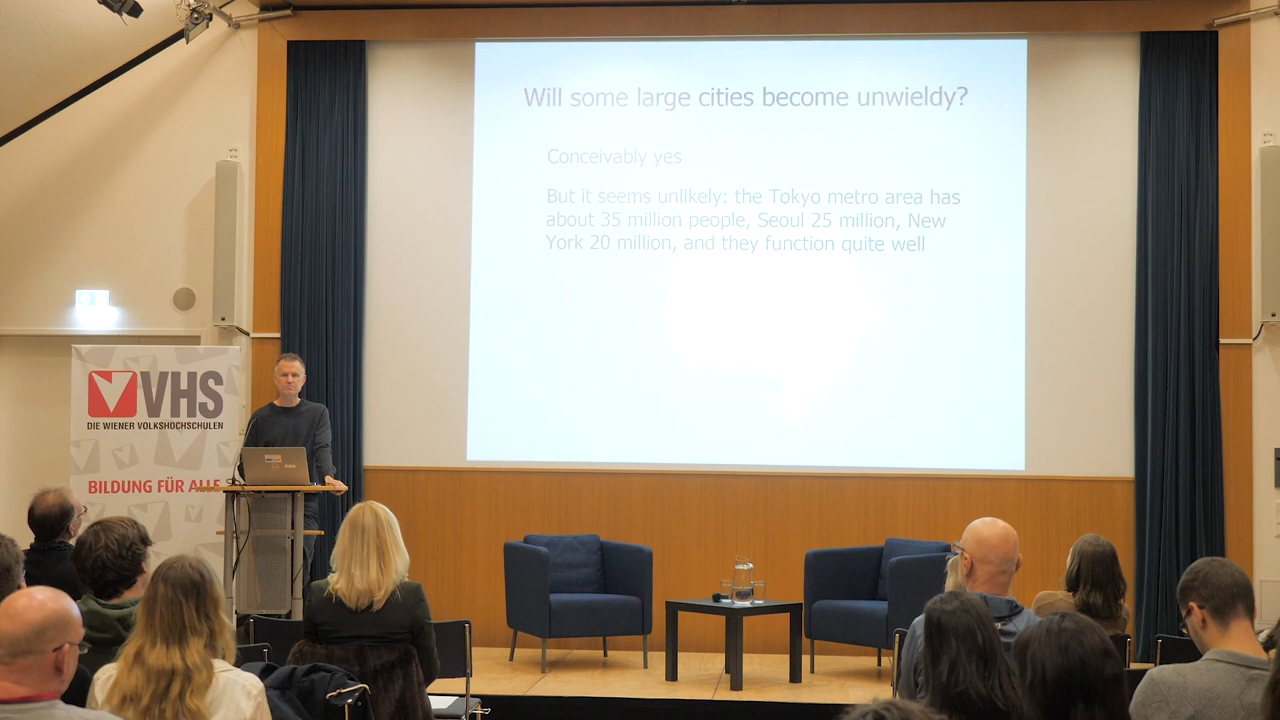 Will some large cities become unwieldy?
Conceivably yes
But it seems unlikely: the Tokyo metro area has
about 35 million people, Seoul 25 million, New
York 20 million, and they function quite well
VHS
DIE WIENER VOLKSHOCHSCHULEN
BILDUNG FÜR ALLE